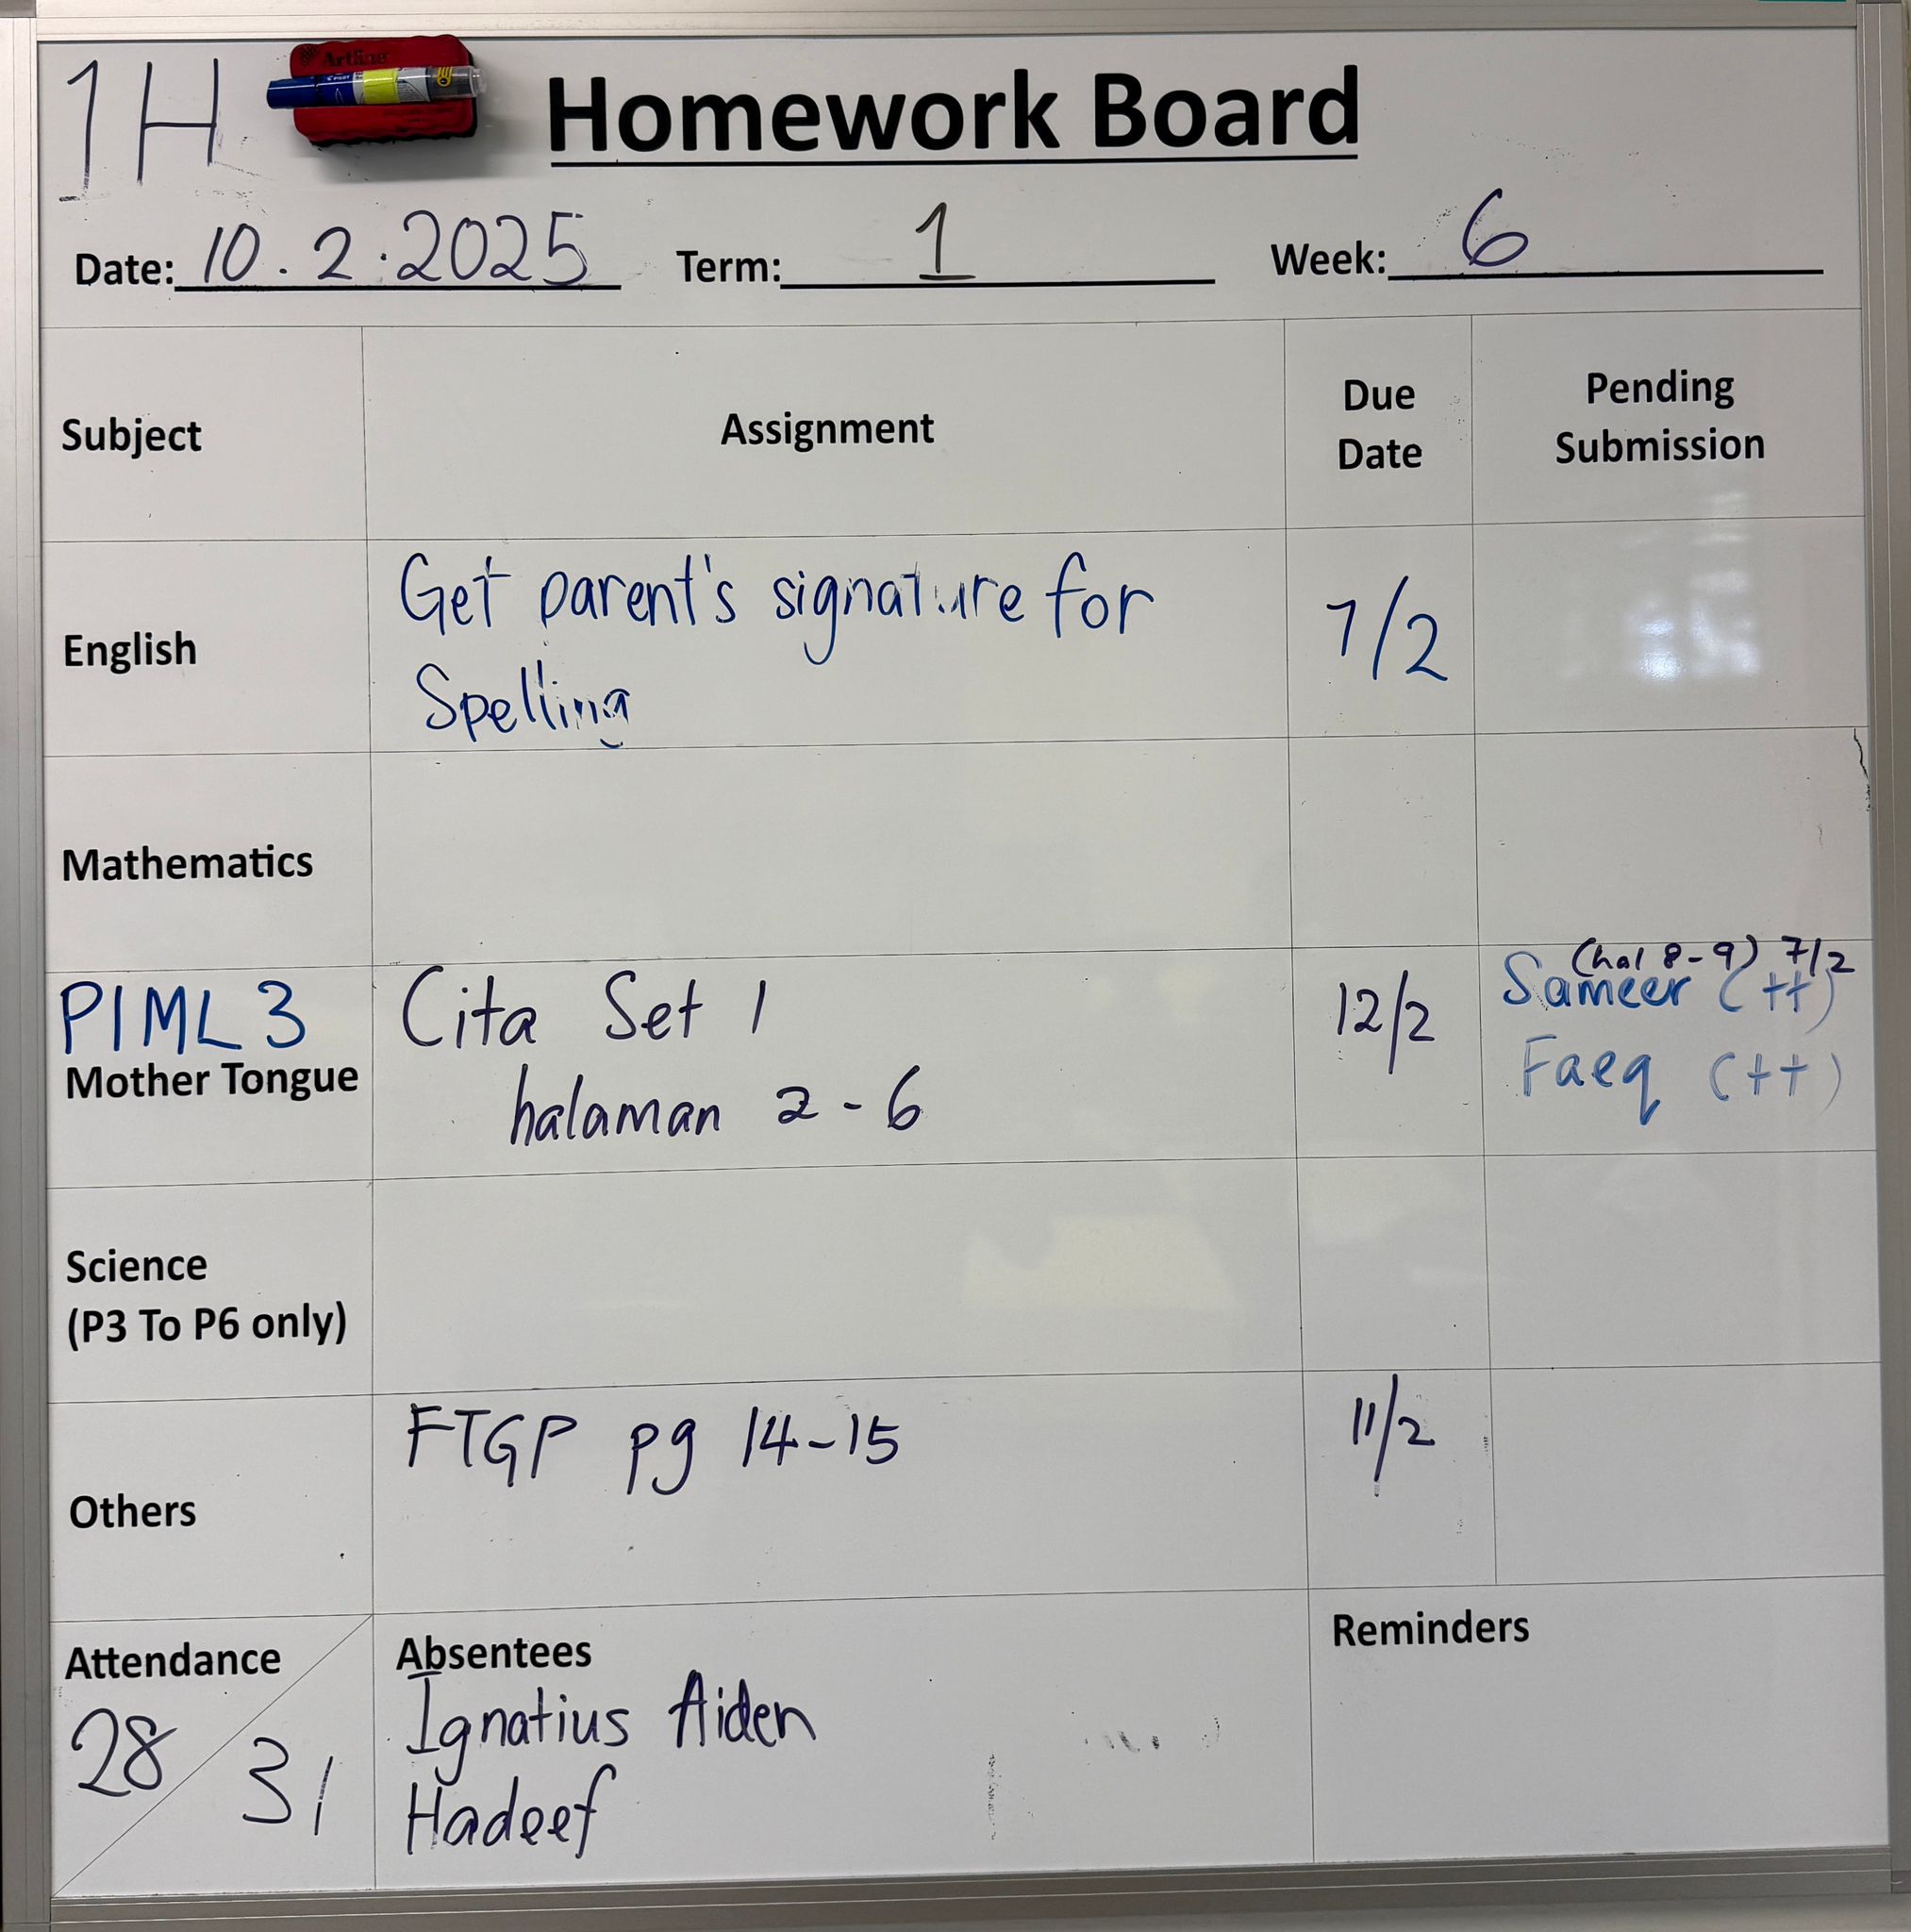 1H
Artline
PILOT
Homework Board
Date: 10.2.2025 Term: 1 Week: 6
Subject Assignment Due Date Pending Submission
English
Get parent's signature for
Spelling
7/2
Mathematics
PIML 3
Mother Tongue
Cita Set 1
halaman 2-6
12/2
(hal 8-9) 7/2
Sameer (++)
Faeq (++)
Science
(P3 To P6 only)
Others
FTGP pg 14-15
11/2
Attendance
28 / 31
Absentees
Ignatius Aiden
Hadeef
Reminders